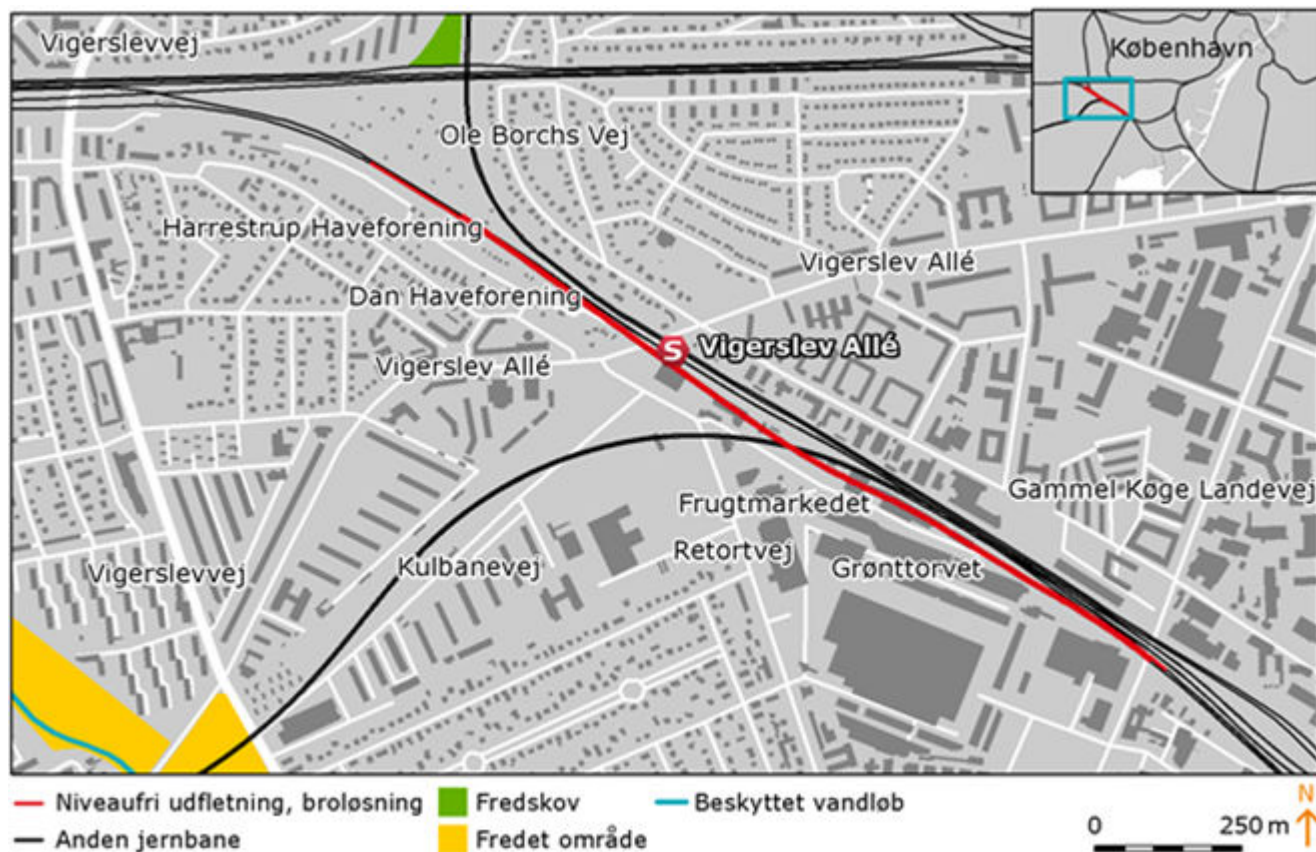 Vigerslevvej
København
Ole Borchs Vej
Harrestrup Haveforening
Vigerslev Allé
Dan Haveforening
S Vigerslev Allé
Vigerslev Allé
Gammel Køge Landevej
Frugtmarkedet
Retortvej
Kulbanevej
Grønttorvet
Vigerslevvej
Niveaufri udfletning, broløsning
Fredskov
Beskyttet vandløb
N
Anden jernbane
Fredet område
0 250 m